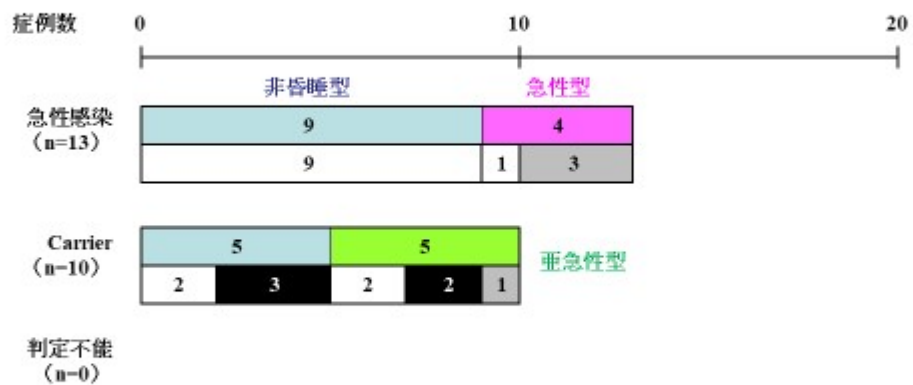 症例数 0 10 20
非昏睡型 急性型
急性感染
(n=13)
9 4
9 1 3
Carrier
(n=10)
5 5
亜急性型
2 3 2 2 1
判定不能
(n=0)